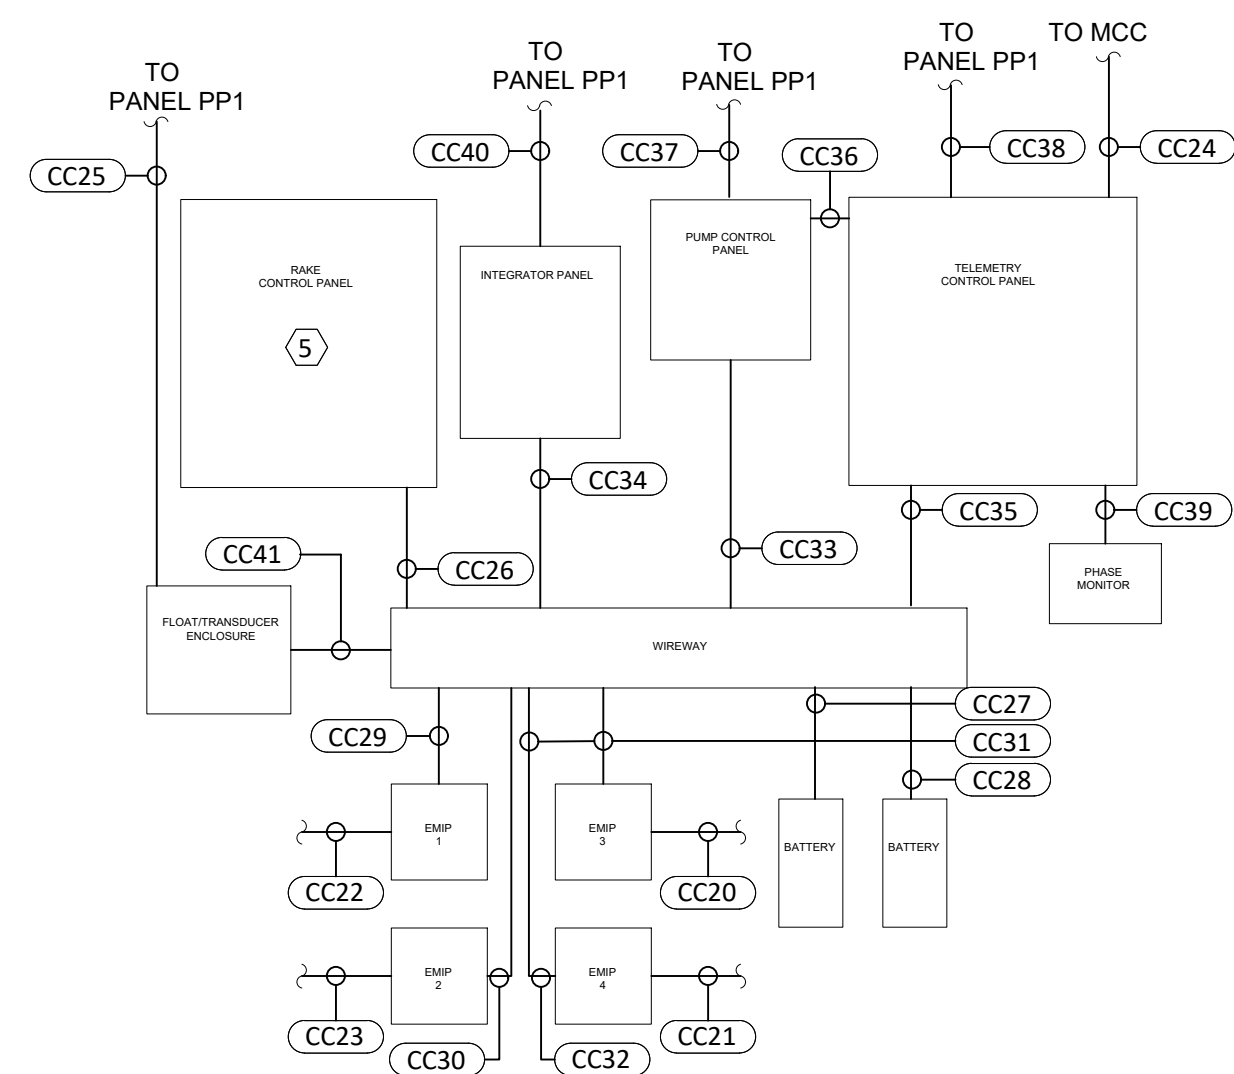 TO
PANEL PP1
TO
PANEL PP1
TO
PANEL PP1
TO
PANEL PP1
TO MCC
CC25
CC40
CC37
CC36
CC38
CC24
RAKE
CONTROL PANEL
5
INTEGRATOR PANEL
PUMP CONTROL
PANEL
TELEMETRY
CONTROL PANEL
CC34
CC35
CC39
CC41
CC26
CC33
PHASE
MONITOR
FLOAT/TRANSDUCER
ENCLOSURE
WIREWAY
CC27
CC29
CC31
CC28
EMIP
1
EMIP
3
BATTERY
BATTERY
CC22
CC20
EMIP
2
EMIP
4
CC23
CC30
CC32
CC21